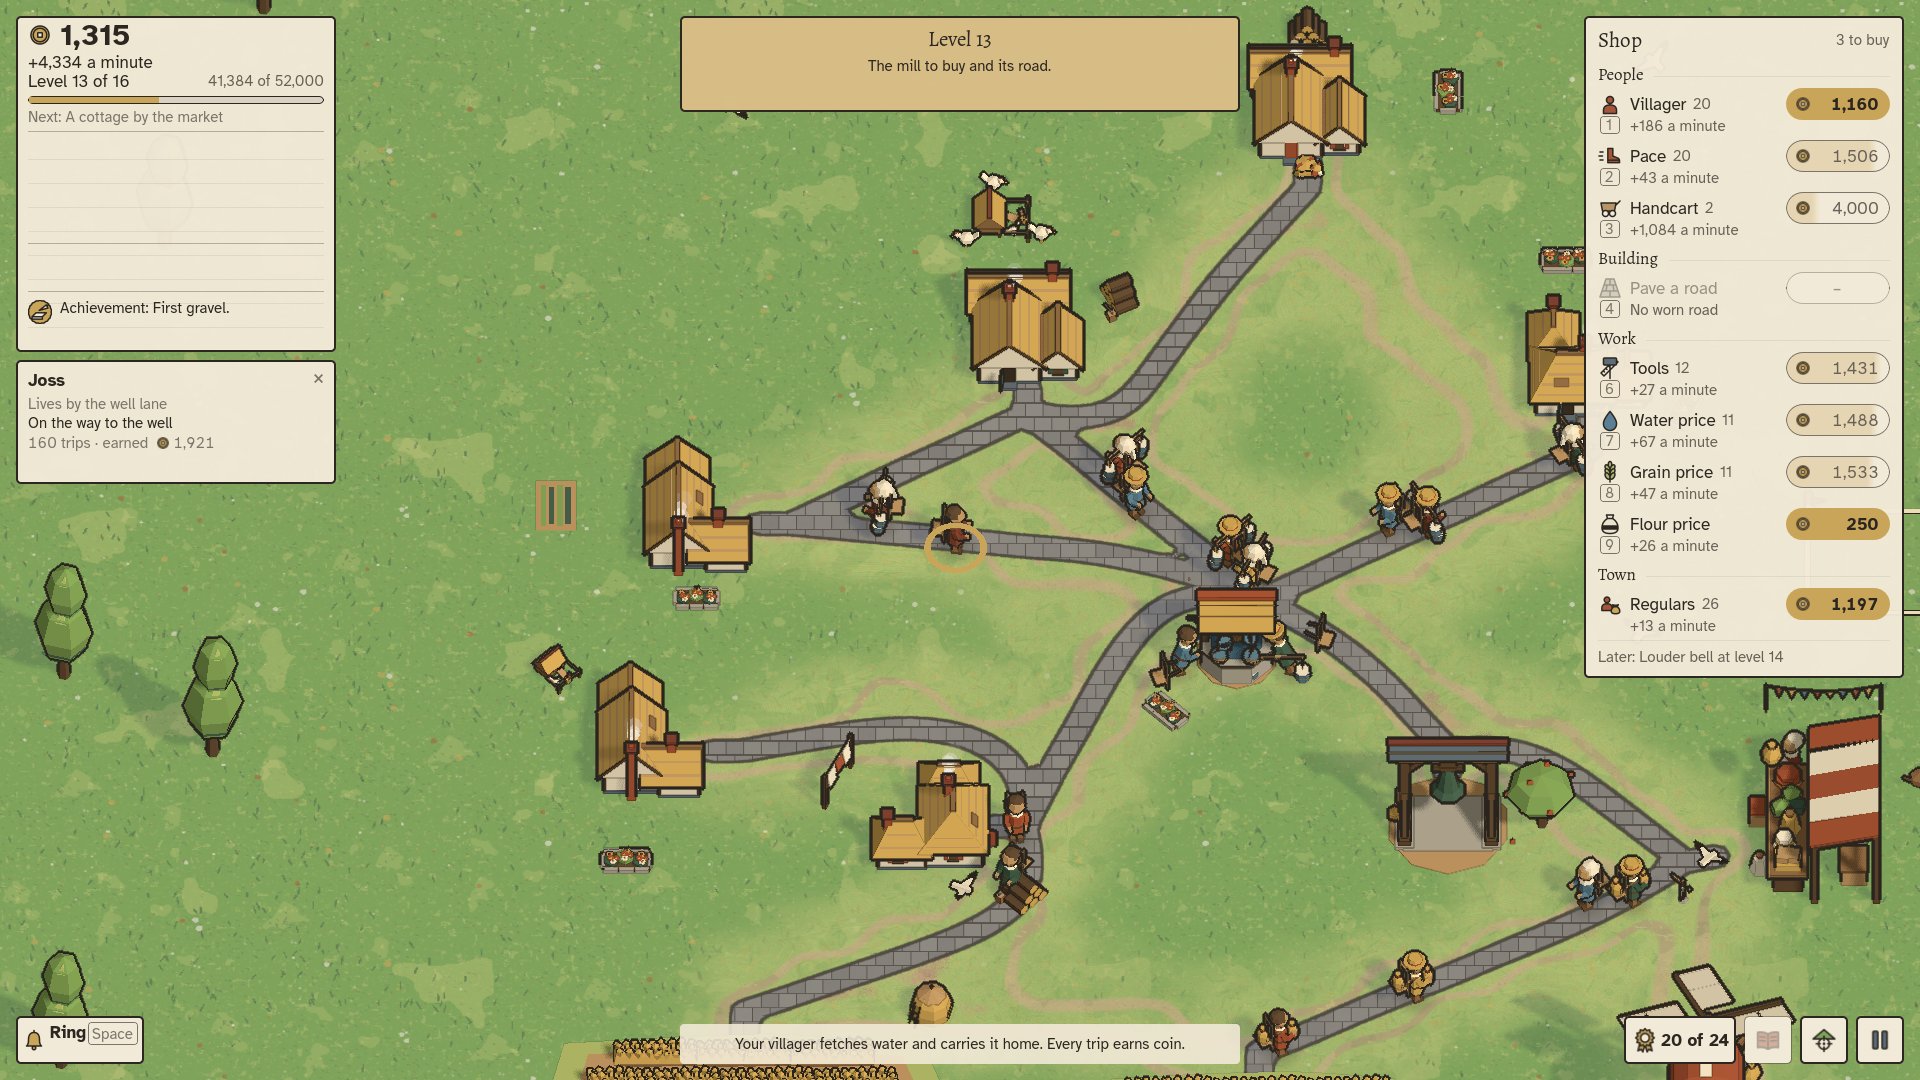 1,315
+4,334 a minute
Level 13 of 16 41,384 of 52,000
Next: A cottage by the market
Achievement: First gravel.
Joss ×
Lives by the well lane
On the way to the well
160 trips · earned 1,921
Level 13
The mill to buy and its road.
Shop 3 to buy
People
Villager 20 1,160
1 +186 a minute
Pace 20 1,506
2 +43 a minute
Handcart 2 4,000
3 +1,084 a minute
Building
Pave a road –
4 No worn road
Work
Tools 12 1,431
6 +27 a minute
Water price 11 1,488
7 +67 a minute
Grain price 11 1,533
8 +47 a minute
Flour price 250
9 +26 a minute
Town
Regulars 26 1,197
+13 a minute
Later: Louder bell at level 14
Ring Space
Your villager fetches water and carries it home. Every trip earns coin.
20 of 24